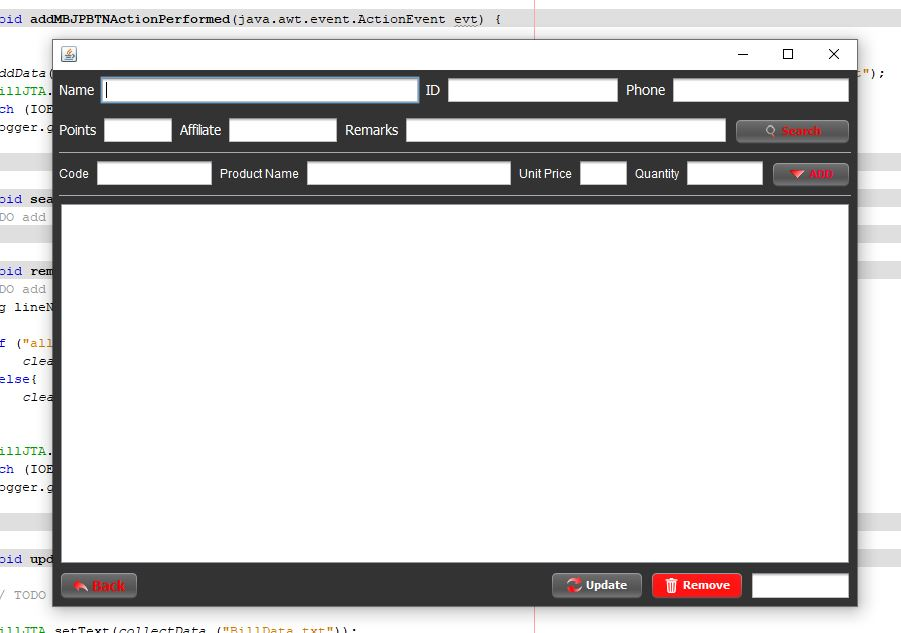 oid addMBJPBTNActionPerformed(java.awt.event.ActionEvent evt) {
ddData( ");
Name ID Phone
illJTA.
ch (IOE
ogger.g
Points Affiliate Remarks Search
Code Product Name Unit Price Quantity ADD
oid sea
DO add
oid rem
DO add
g lineN
f ("all
clea
else{
clea
illJTA.
ch (IOE
ogger.g
oid upd
Back Update Remove
/ TODO
illJTA.setText(collectData ("BillData.txt"));